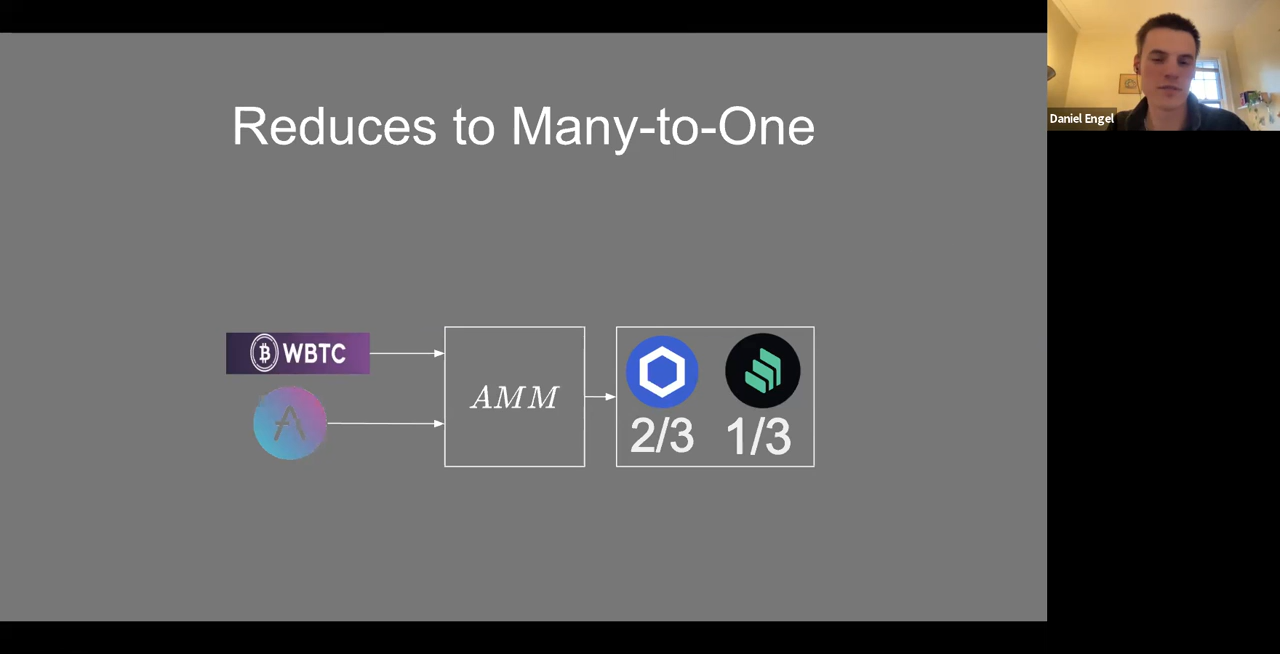 Reduces to Many-to-One
WBTC
AMM
2/3 1/3
Daniel Engel